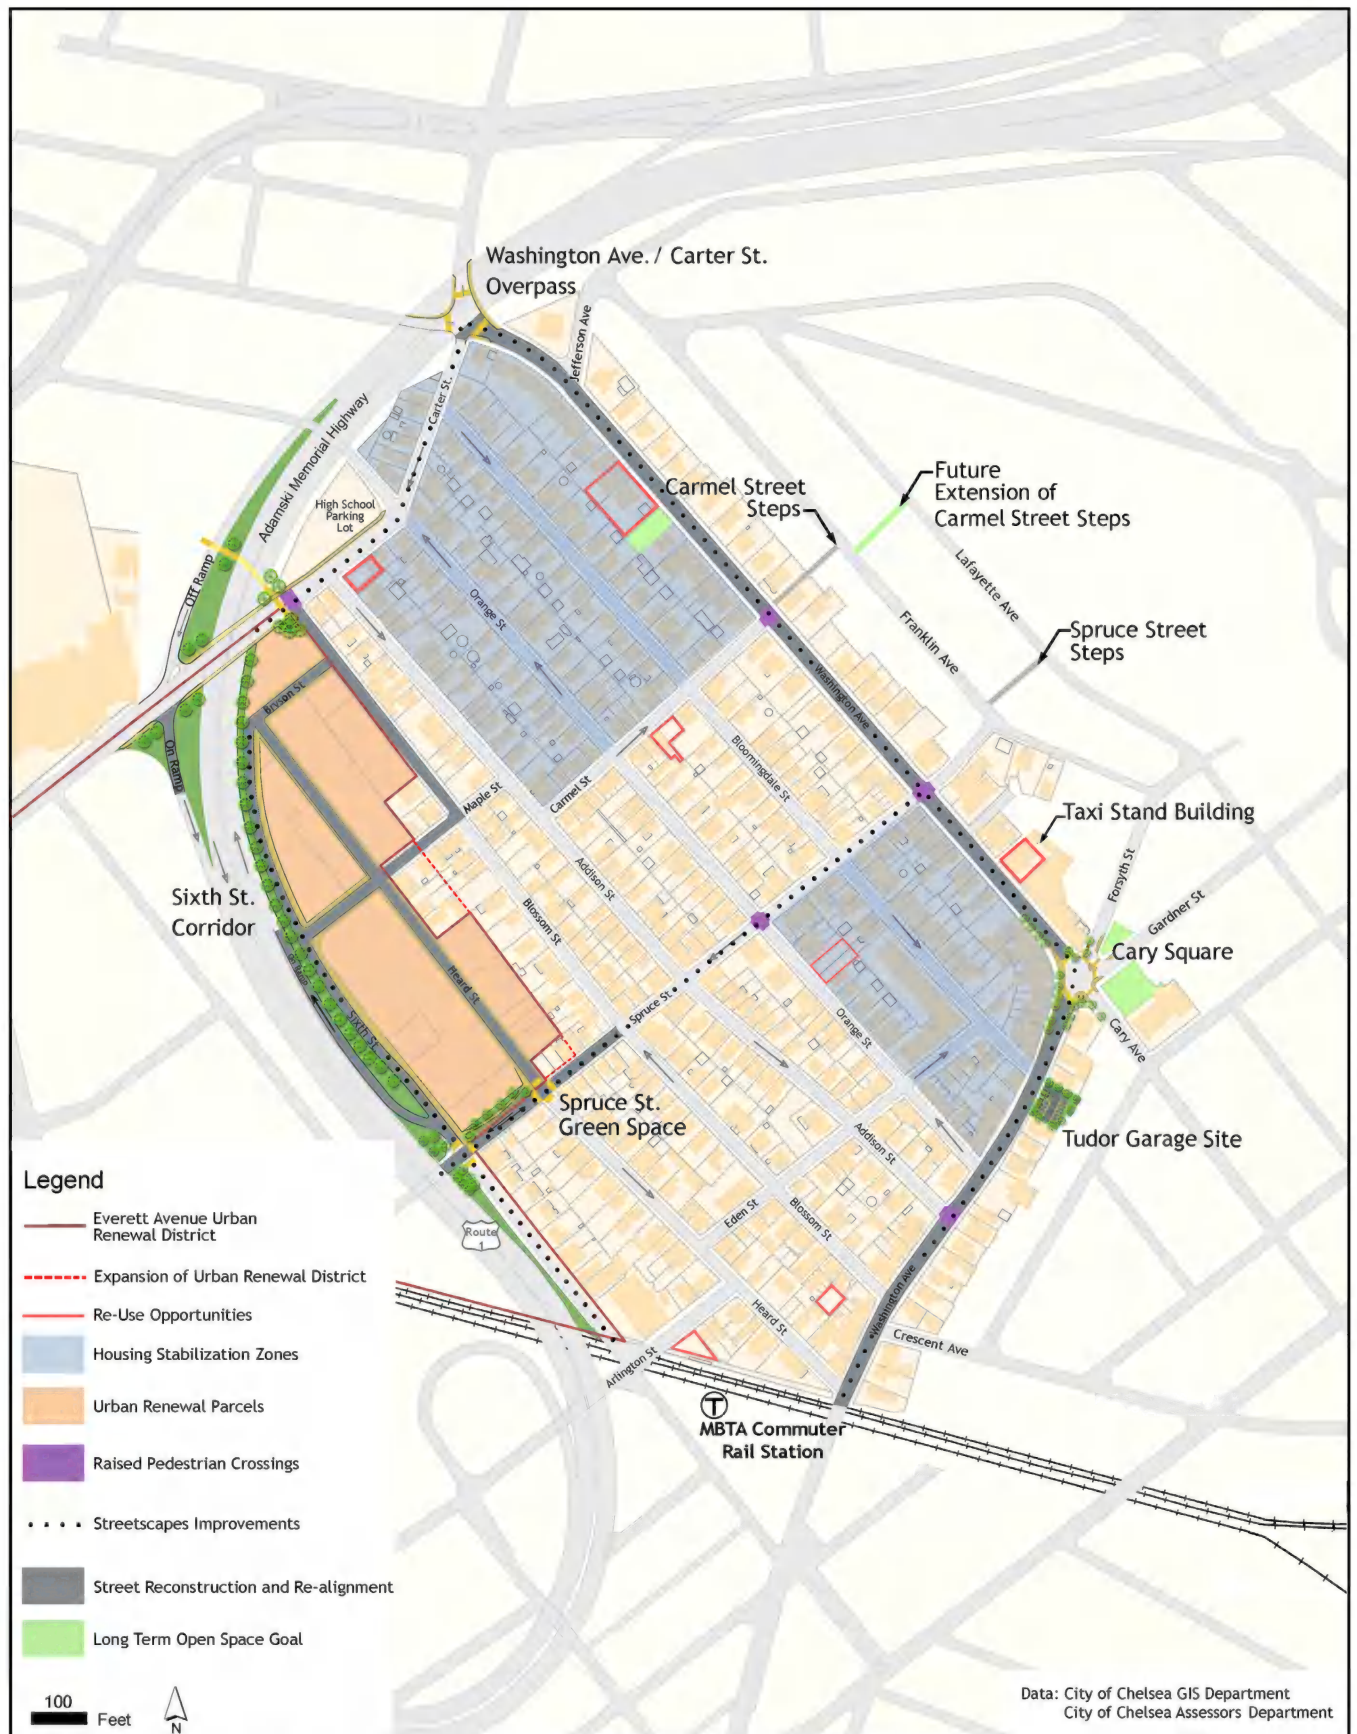 Washington Ave. / Carter St.
Overpass
Jefferson Ave
Carter St.
Adamski Memorial Highway
High School
Parking
Lot
Carmel Street
Steps
Future
Extension of
Carmel Street Steps
Off Ramp
Orange St
Lafayette Ave
Franklin Ave
Spruce Street
Steps
Washington Ave
Bryson St
On Ramp
Bloomingdale St
Maple St
Carmel St
Taxi Stand Building
Forsyth St
Sixth St.
Corridor
Addison St
Blossom St
Gardner St
Cary Square
Heard St
Spruce St
Orange St
Cary Ave
Sixth St
Spruce St.
Green Space
Addison St
Tudor Garage Site
Legend
Everett Avenue Urban
Renewal District
Expansion of Urban Renewal District
Re-Use Opportunities
Housing Stabilization Zones
Urban Renewal Parcels
Raised Pedestrian Crossings
Streetscapes Improvements
Street Reconstruction and Re-alignment
Long Term Open Space Goal
Route
1
Eden St
Blossom St
Heard St
Washington Ave
Crescent Ave
Arlington St
T
MBTA Commuter
Rail Station
100
Feet
N
Data: City of Chelsea GIS Department
City of Chelsea Assessors Department